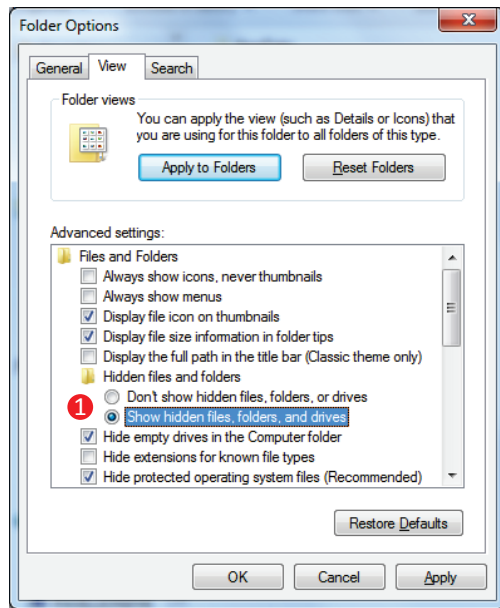 Folder Options
General View Search
Folder views
You can apply the view (such as Details or Icons) that
you are using for this folder to all folders of this type.
Apply to Folders Reset Folders
Advanced settings:
Files and Folders
Always show icons, never thumbnails
Always show menus
Display file icon on thumbnails
Display file size information in folder tips
Display the full path in the title bar (Classic theme only)
Hidden files and folders
Don't show hidden files, folders, or drives
1 Show hidden files, folders, and drives
Hide empty drives in the Computer folder
Hide extensions for known file types
Hide protected operating system files (Recommended)
Restore Defaults
OK Cancel Apply